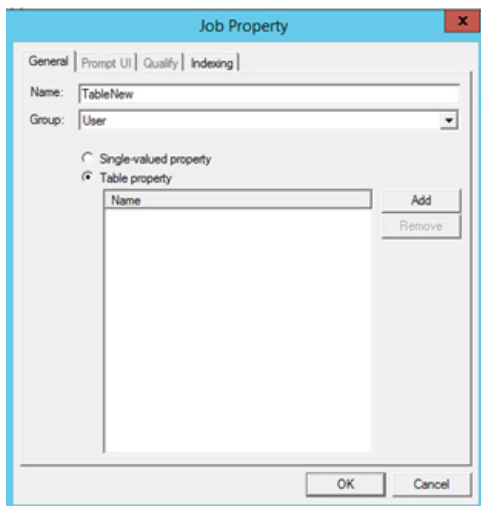 Job Property
x
General Prompt UI Qualify Indexing
Name: TableNew
Group: User
Single-valued property
Table property
Name
Add
Remove
OK Cancel